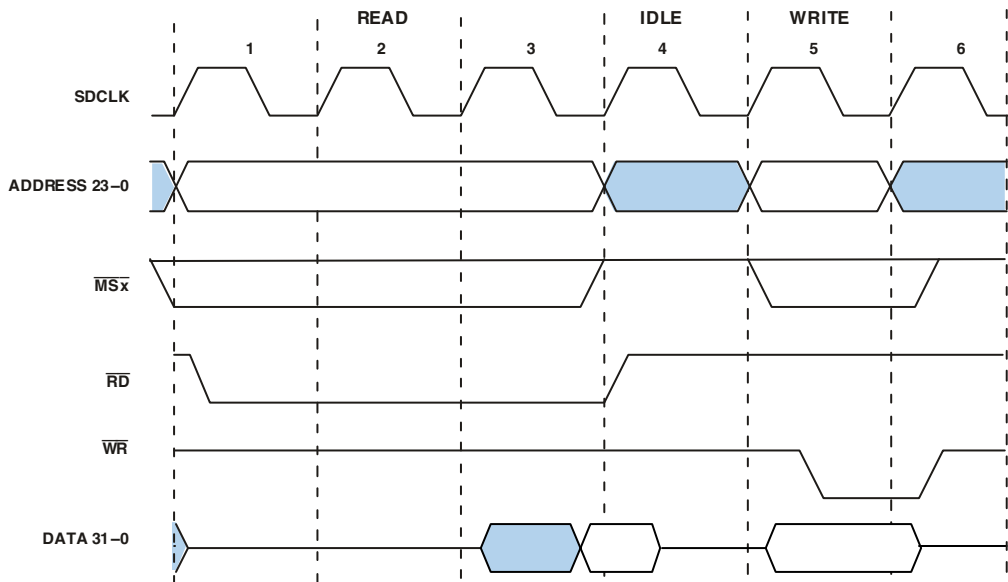 READ IDLE WRITE
1 2 3 4 5 6
SDCLK
ADDRESS 23–0
MSx
RD
WR
DATA 31–0